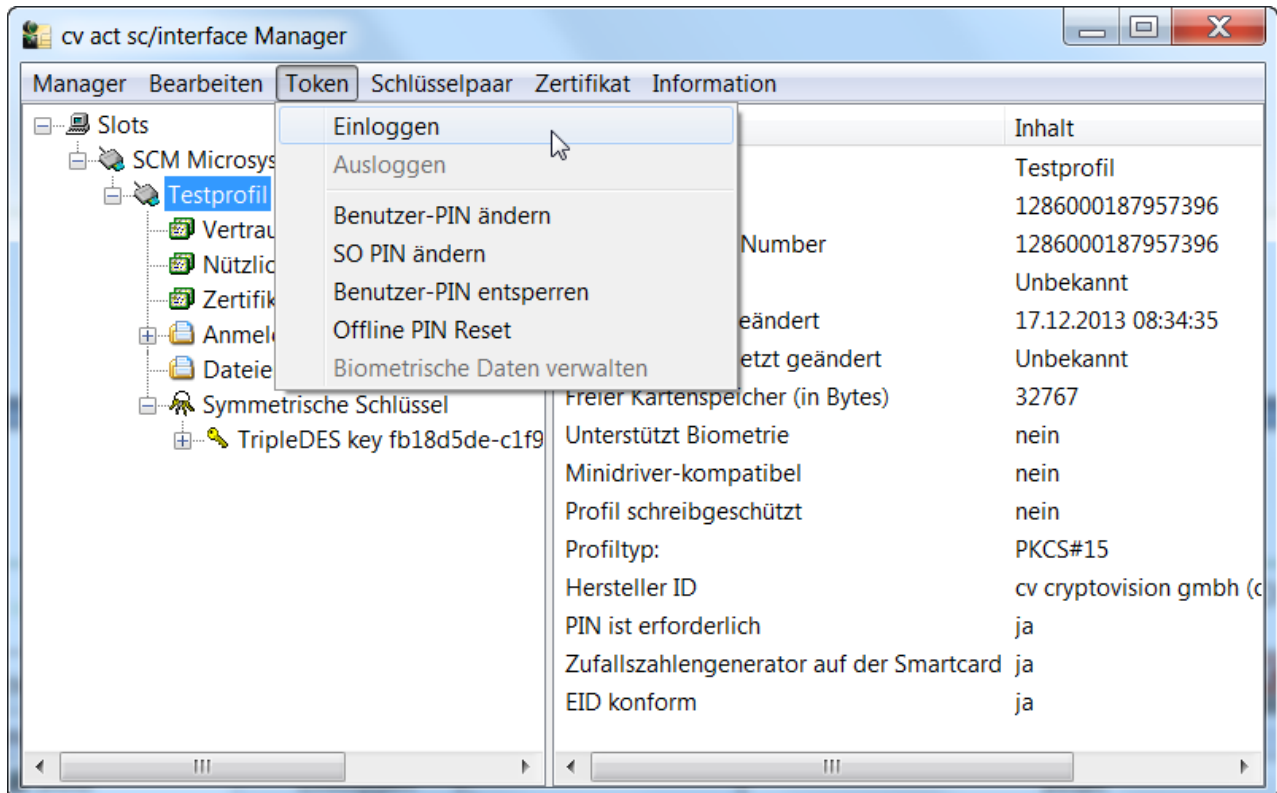 cv act sc/interface Manager
Manager Bearbeiten Token Schlüsselpaar Zertifikat Information
Slots
SCM Microsys
Testprofil
Vertrau
Nützlic
Zertifik
Anmel
Dateie
Symmetrische Schlüssel
TripleDES key fb18d5de-c1f9
Einloggen
Ausloggen
Benutzer-PIN ändern
SO PIN ändern
Benutzer-PIN entsperren
Offline PIN Reset
Biometrische Daten verwalten
Inhalt
Testprofil
1286000187957396
Number 1286000187957396
Unbekannt
eändert 17.12.2013 08:34:35
etzt geändert Unbekannt
Freier Kartenspeicher (in Bytes) 32767
Unterstützt Biometrie nein
Minidriver-kompatibel nein
Profil schreibgeschützt nein
Profiltyp: PKCS#15
Hersteller ID cv cryptovision gmbh (c
PIN ist erforderlich ja
Zufallszahlengenerator auf der Smartcard ja
EID konform ja